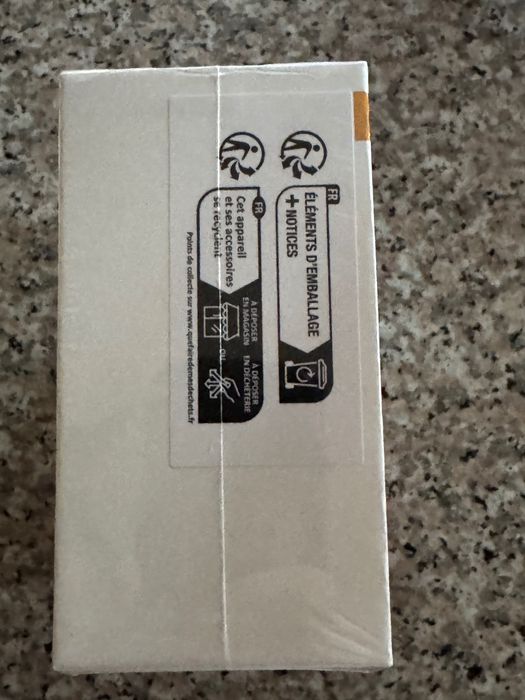 FR
ÉLÉMENTS D'EMBALLAGE
+ NOTICES
FR
Cet appareil
et ses accessoires
se recyclent
À DÉPOSER
EN MAGASIN
OU
À DÉPOSER
EN DÉCHÈTERIE
Points de collecte sur www.quefairedemesdechets.fr